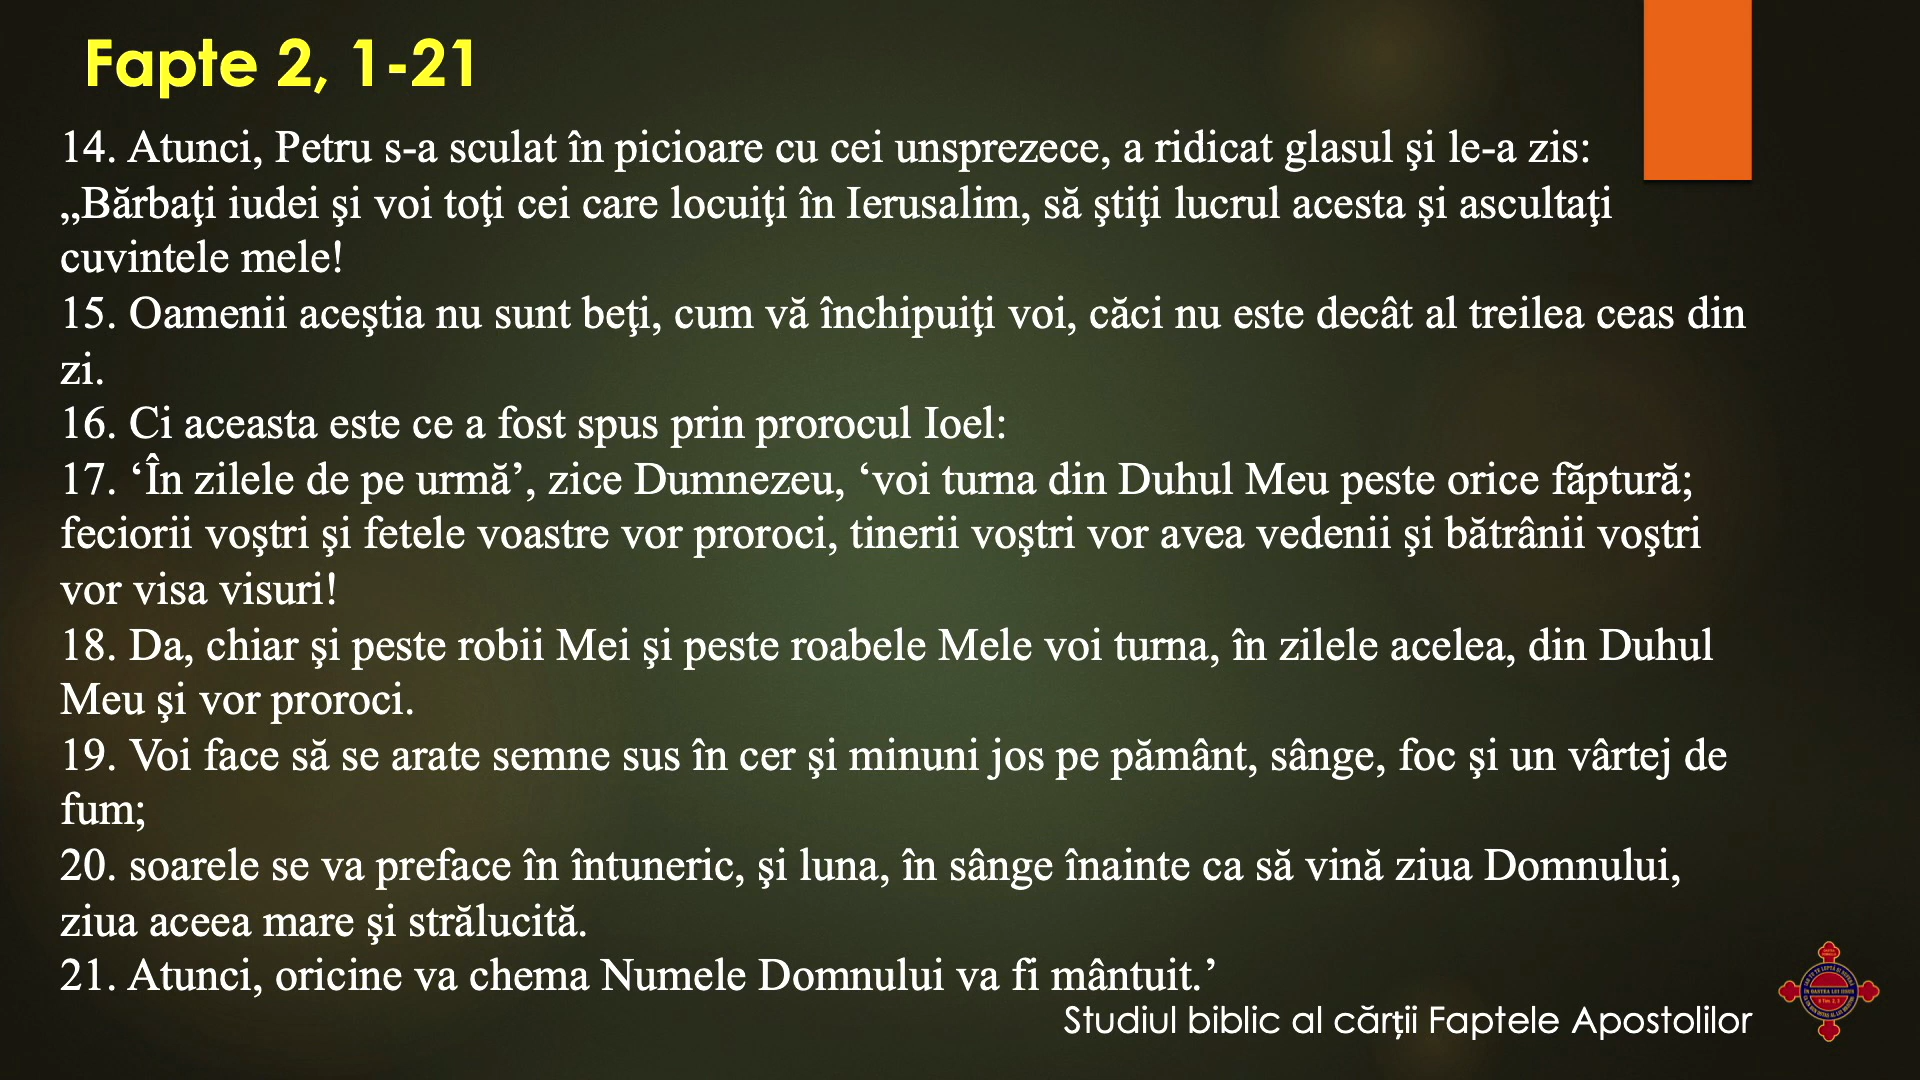 Fapte 2, 1-21
14. Atunci, Petru s-a sculat în picioare cu cei unsprezece, a ridicat glasul şi le-a zis:
„Bărbaţi iudei şi voi toţi cei care locuiţi în Ierusalim, să ştiţi lucrul acesta şi ascultaţi
cuvintele mele!
15. Oamenii aceştia nu sunt beţi, cum vă închipuiţi voi, căci nu este decât al treilea ceas din
zi.
16. Ci aceasta este ce a fost spus prin prorocul Ioel:
17. ‘În zilele de pe urmă’, zice Dumnezeu, ‘voi turna din Duhul Meu peste orice făptură;
feciorii voştri şi fetele voastre vor proroci, tinerii voştri vor avea vedenii şi bătrânii voştri
vor visa visuri!
18. Da, chiar şi peste robii Mei şi peste roabele Mele voi turna, în zilele acelea, din Duhul
Meu şi vor proroci.
19. Voi face să se arate semne sus în cer şi minuni jos pe pământ, sânge, foc şi un vârtej de
fum;
20. soarele se va preface în întuneric, şi luna, în sânge înainte ca să vină ziua Domnului,
ziua aceea mare şi strălucită.
21. Atunci, oricine va chema Numele Domnului va fi mântuit.’
Studiul biblic al cărții Faptele Apostolilor